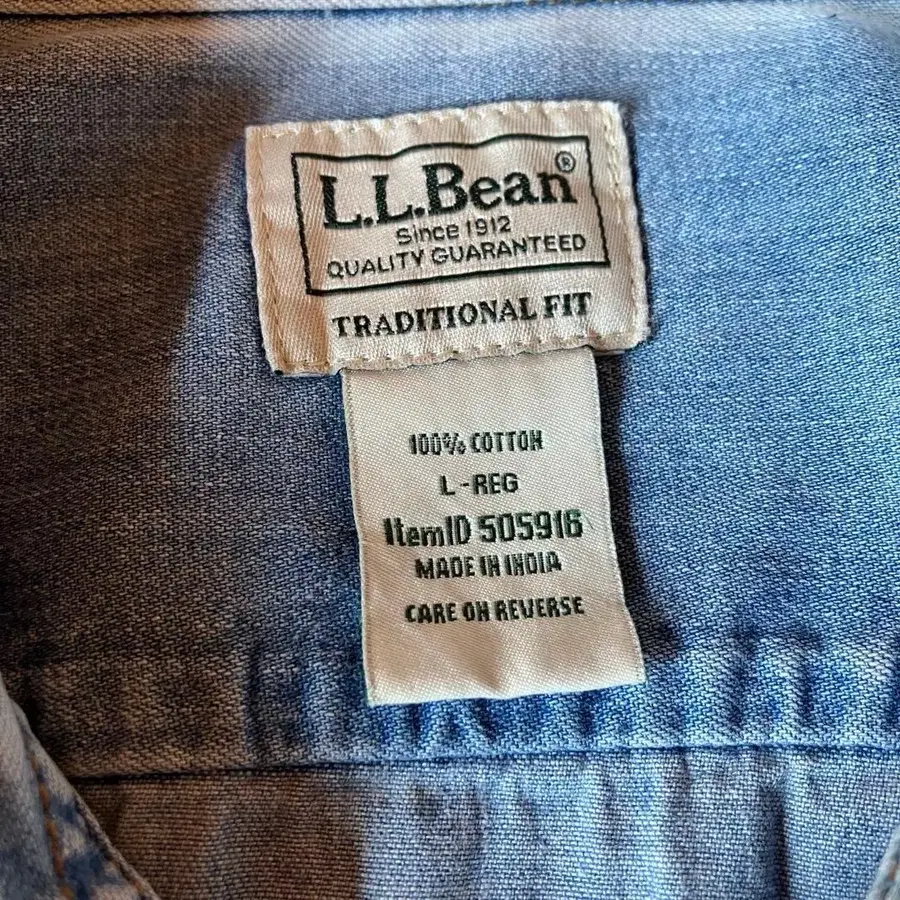 L.L.Bean®
Since 1912
QUALITY GUARANTEED
TRADITIONAL FIT
100% COTTON
L-REG
ItemID 505916
MADE IN INDIA
CARE ON REVERSE